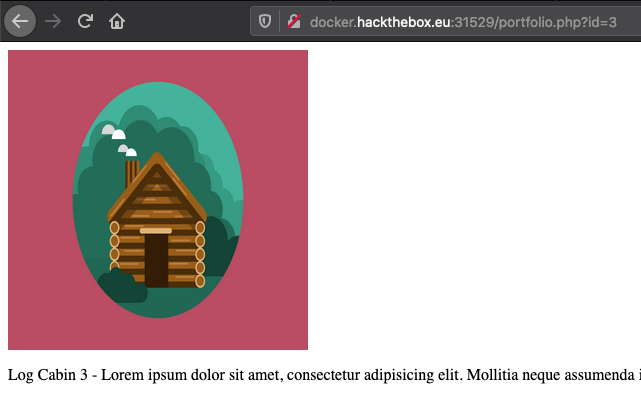 docker.hackthebox.eu:31529/portfolio.php?id=3
Log Cabin 3 - Lorem ipsum dolor sit amet, consectetur adipisicing elit. Mollitia neque assumenda